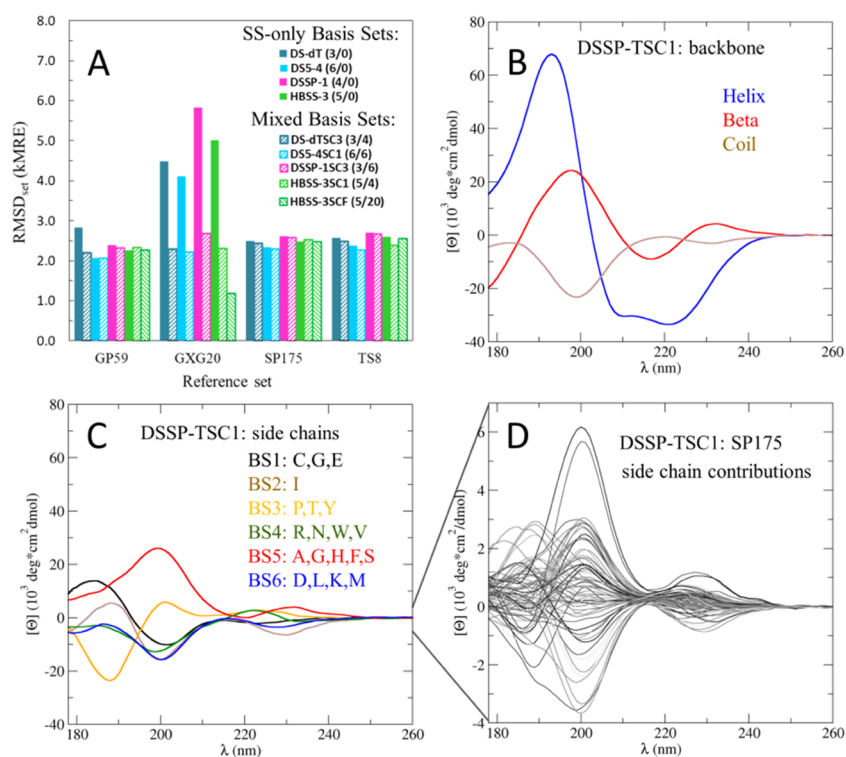 8.0
7.0
6.0
5.0
4.0
3.0
2.0
1.0
0.0
RMSDset (kMRE)
A
SS-only Basis Sets:
DS-dT (3/0)
DS5-4 (6/0)
DSSP-1 (4/0)
HBSS-3 (5/0)
Mixed Basis Sets:
DS-dTSC3 (3/4)
DS5-4SC1 (6/6)
DSSP-1SC3 (3/6)
HBSS-3SC1 (5/4)
HBSS-3SCF (5/20)
GP59 GXG20 SP175 TS8
Reference set
B
DSSP-TSC1: backbone
Helix
Beta
Coil
80
60
40
20
0
-20
-40
[Θ] (10³ deg*cm²dmol)
180 200 220 240 260
λ (nm)
C
DSSP-TSC1: side chains
BS1: C,G,E
BS2: I
BS3: P,T,Y
BS4: R,N,W,V
BS5: A,G,H,F,S
BS6: D,L,K,M
80
60
40
20
0
-20
-40
[Θ] (10³ deg*cm²dmol)
180 200 220 240 260
λ (nm)
D
DSSP-TSC1: SP175
side chain contributions
6
4
2
0
-2
-4
[Θ] (10³ deg*cm²/dmol)
180 200 220 240 260
λ (nm)